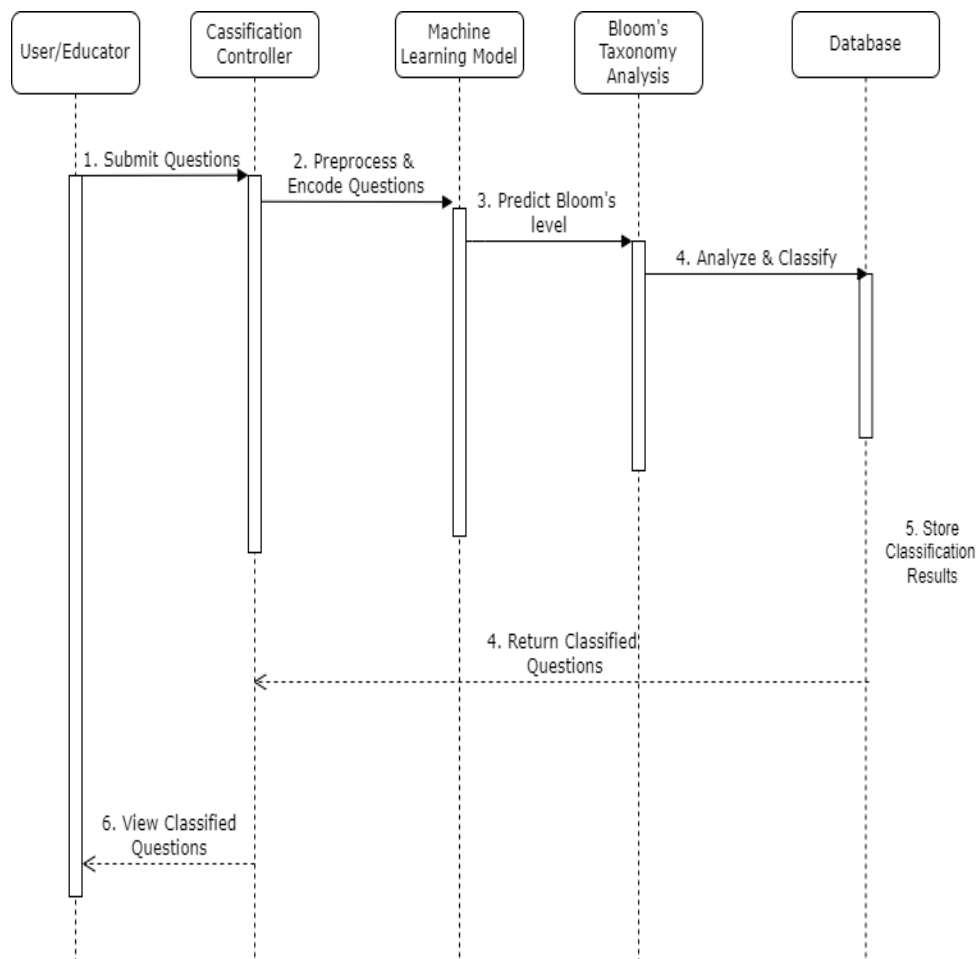 User/Educator
Cassification
Controller
Machine
Learning Model
Bloom's
Taxonomy
Analysis
Database
1. Submit Questions
2. Preprocess &
Encode Questions
3. Predict Bloom's
level
4. Analyze & Classify
5. Store
Classification
Results
4. Return Classified
Questions
6. View Classified
Questions